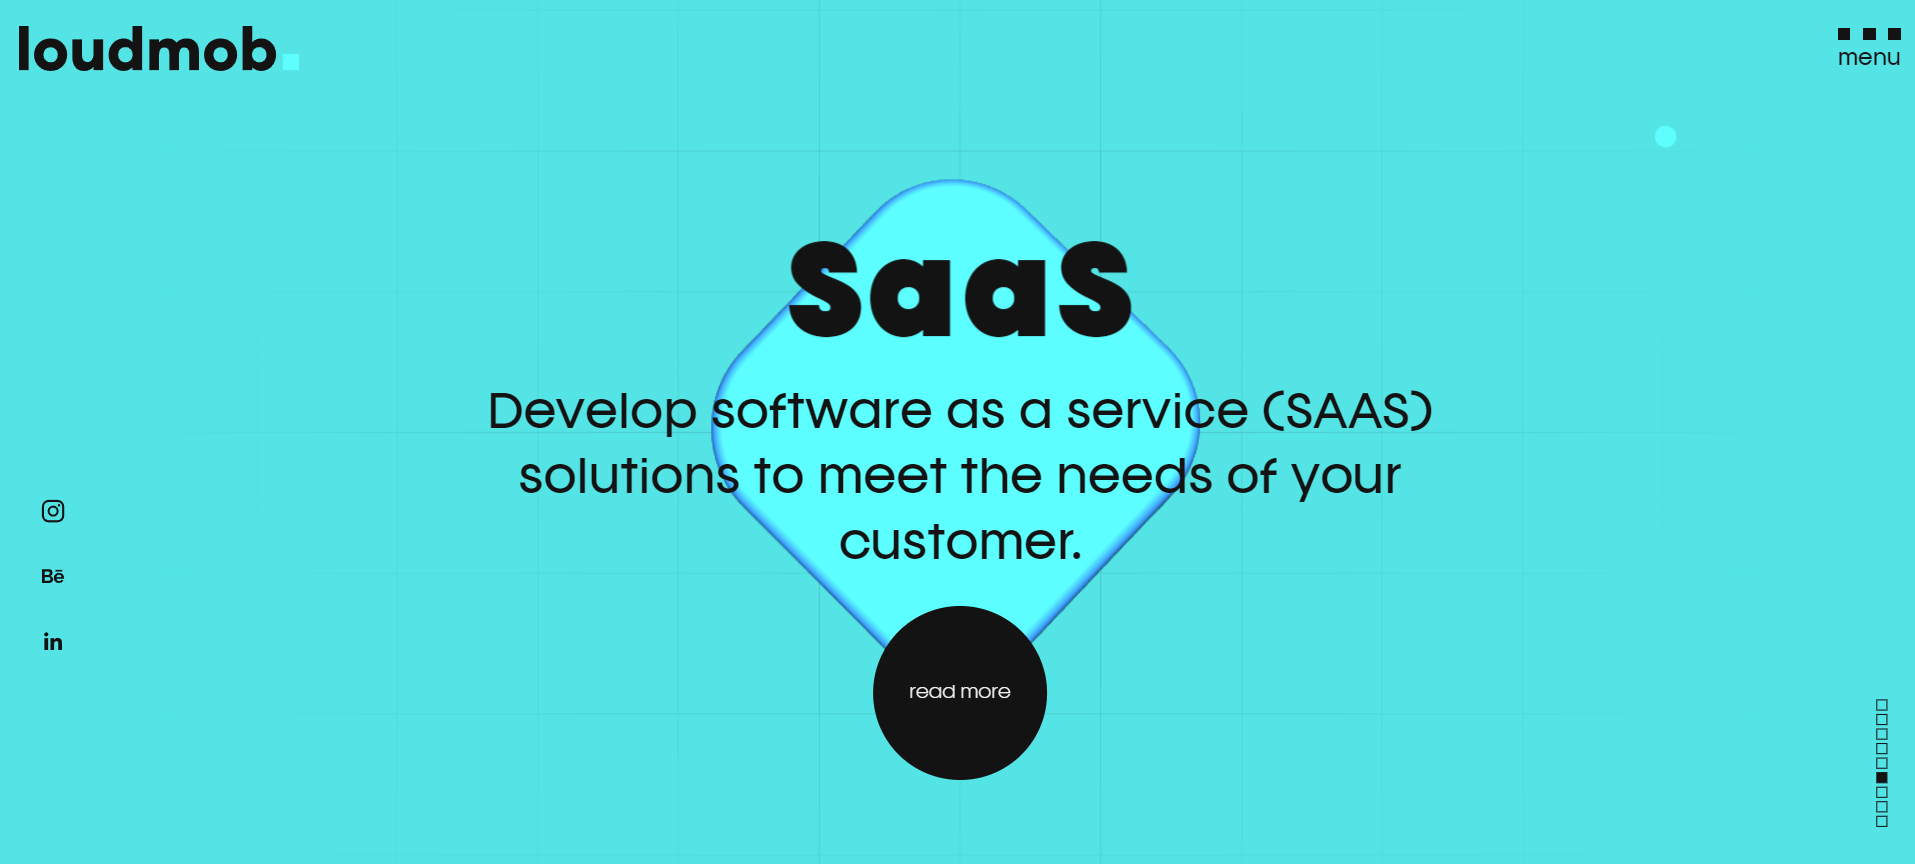 loudmob.
menu
SaaS
Develop software as a service (SAAS)
solutions to meet the needs of your
customer.
Bē
in
read more